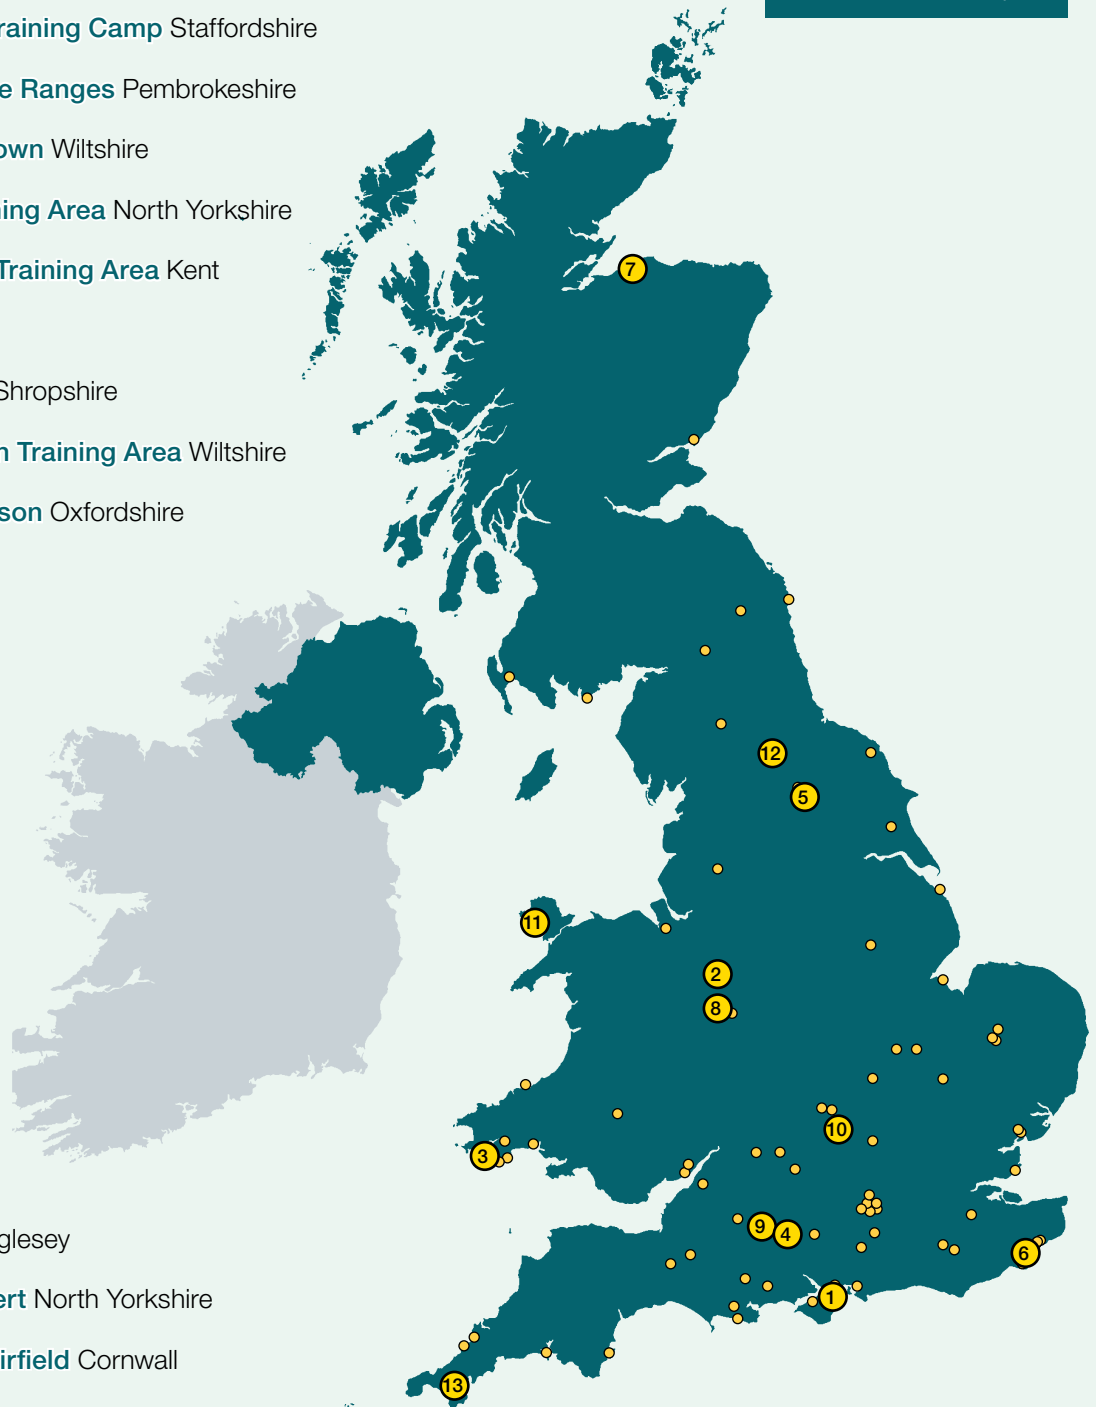 raining Camp Staffordshire
e Ranges Pembrokeshire
own Wiltshire
ing Area North Yorkshire
Training Area Kent
7
Shropshire
n Training Area Wiltshire
son Oxfordshire
12
5
11
2
8
10
3
9
4
6
glesey
1
ert North Yorkshire
irfield Cornwall
13